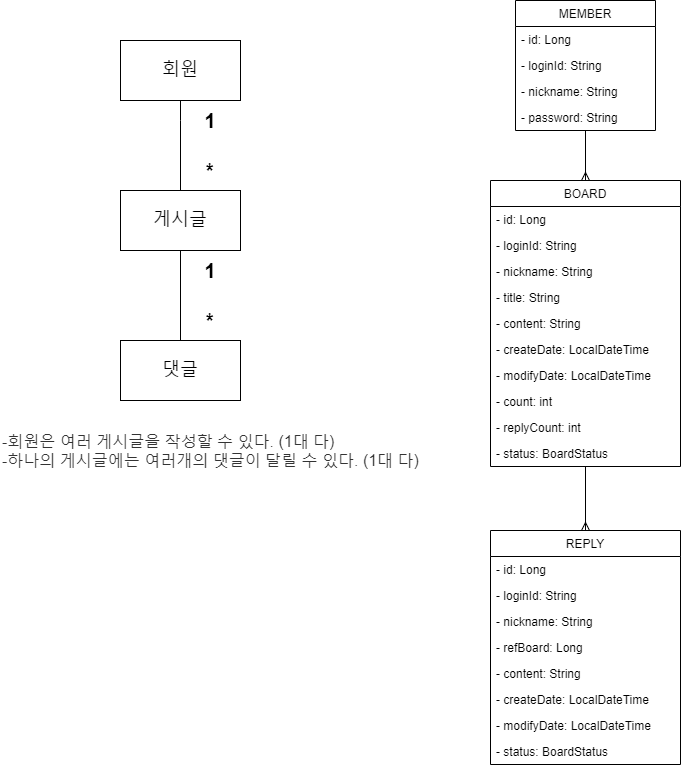 회원
1
*
게시글
1
*
댓글
-회원은 여러 게시글을 작성할 수 있다. (1대 다)
-하나의 게시글에는 여러개의 댓글이 달릴 수 있다. (1대 다)
MEMBER
- id: Long
- loginId: String
- nickname: String
- password: String
BOARD
- id: Long
- loginId: String
- nickname: String
- title: String
- content: String
- createDate: LocalDateTime
- modifyDate: LocalDateTime
- count: int
- replyCount: int
- status: BoardStatus
REPLY
- id: Long
- loginId: String
- nickname: String
- refBoard: Long
- content: String
- createDate: LocalDateTime
- modifyDate: LocalDateTime
- status: BoardStatus